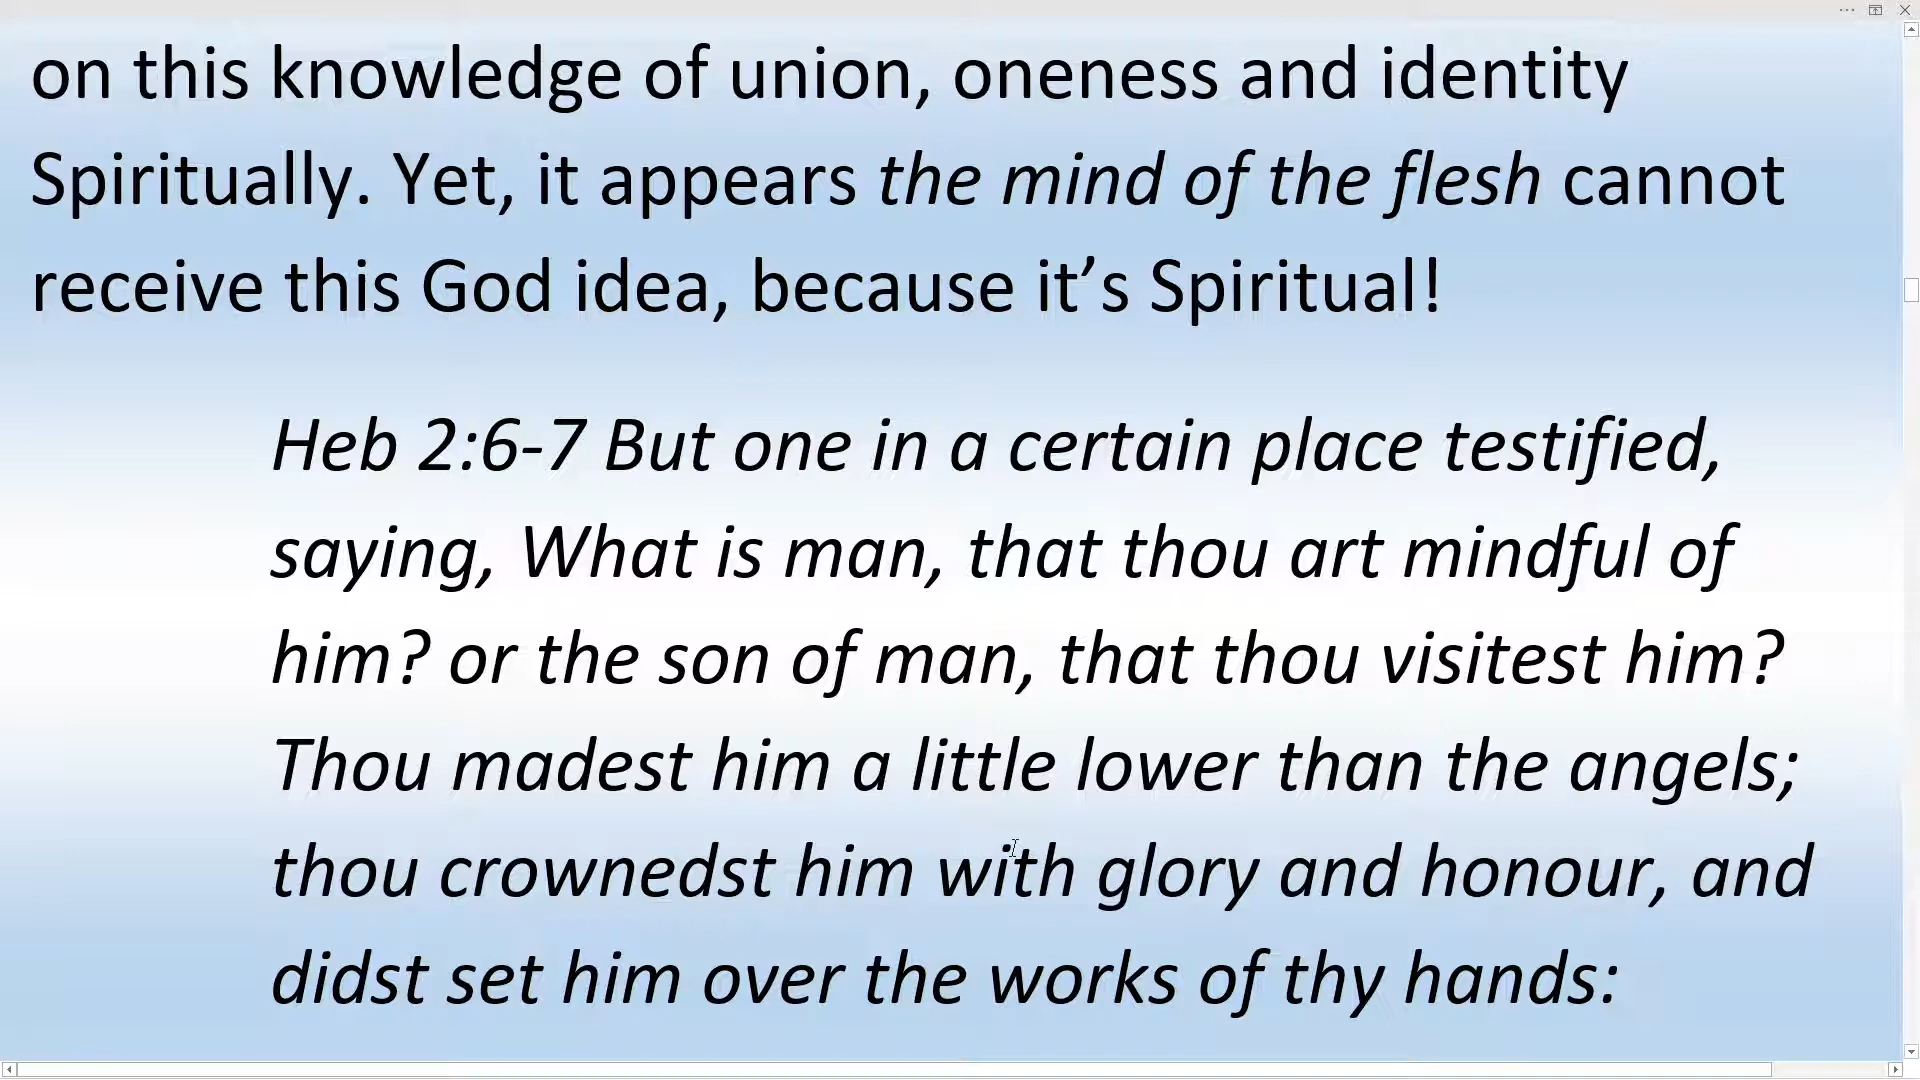 on this knowledge of union, oneness and identity
Spiritually. Yet, it appears the mind of the flesh cannot
receive this God idea, because it’s Spiritual!
Heb 2:6-7 But one in a certain place testified,
saying, What is man, that thou art mindful of
him? or the son of man, that thou visitest him?
Thou madest him a little lower than the angels;
thou crownedst him with glory and honour, and
didst set him over the works of thy hands: